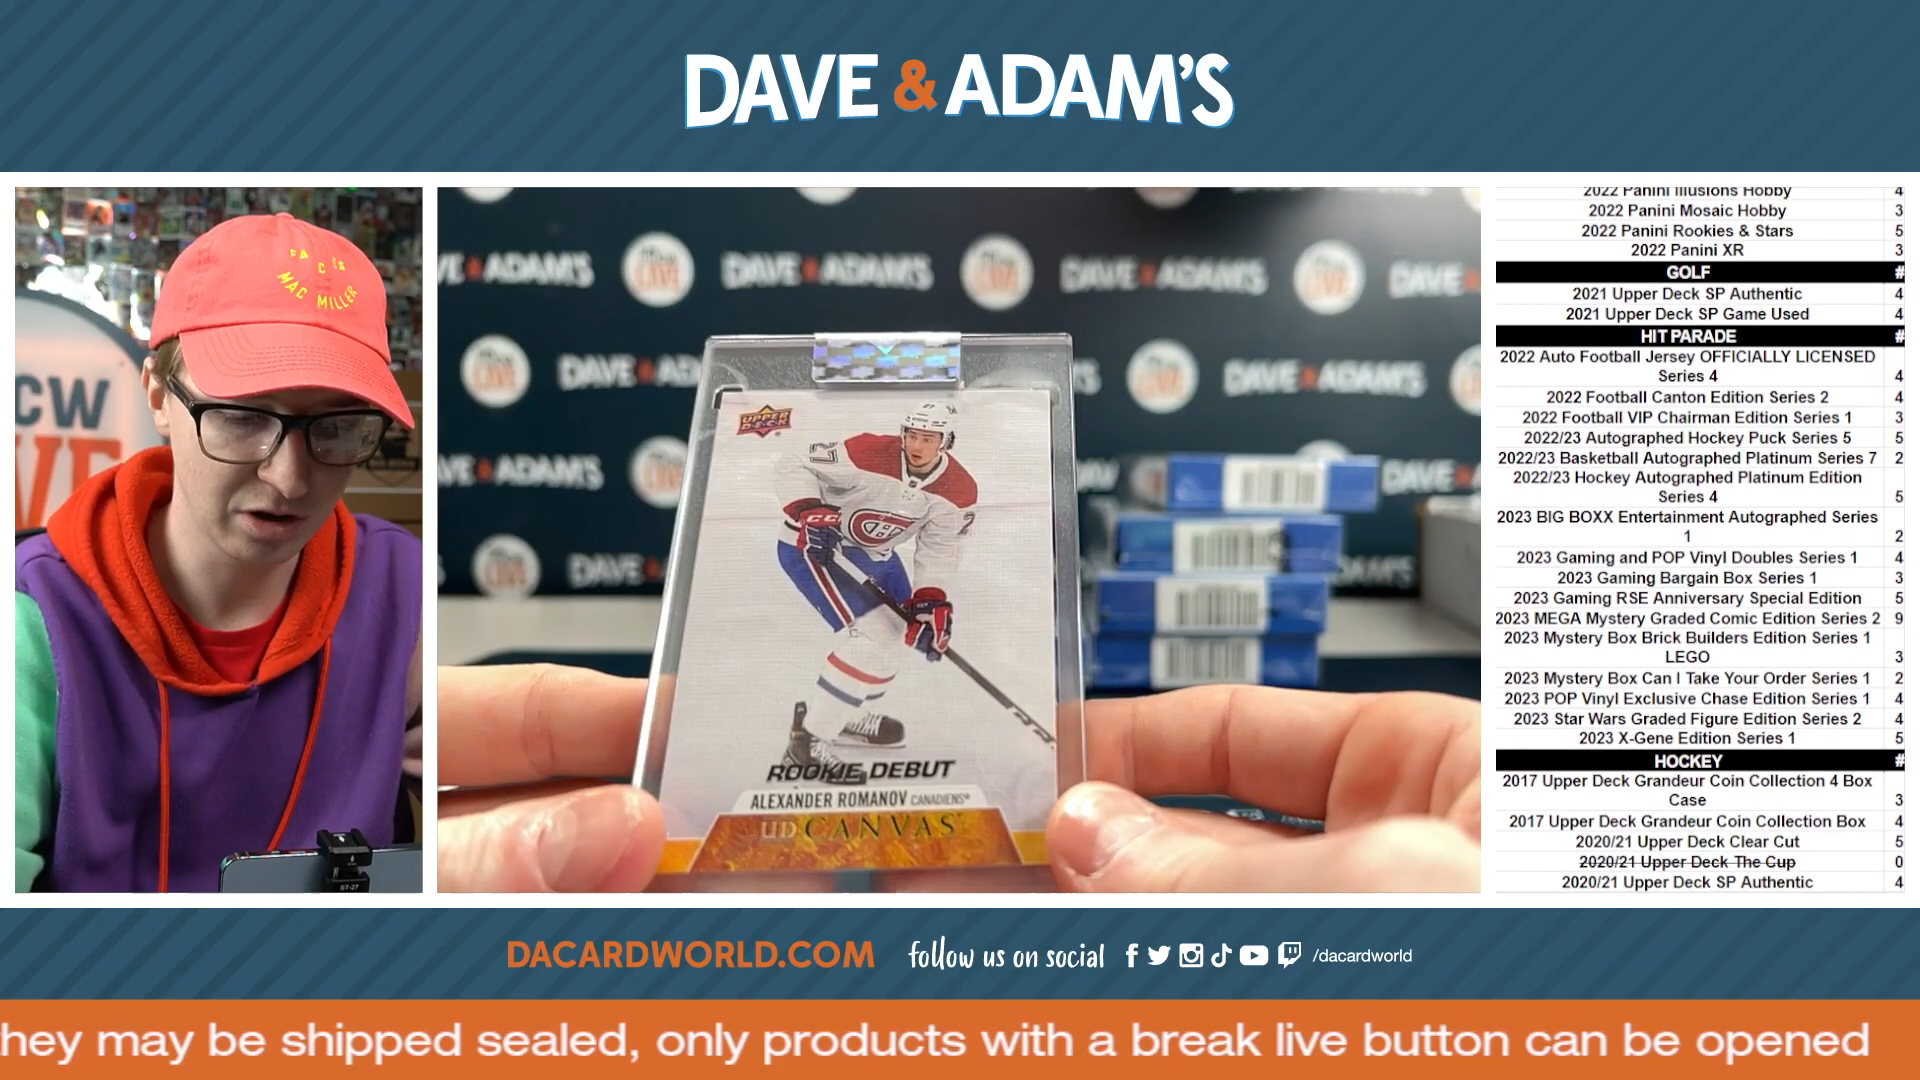 DAVE & ADAM'S
FACES
MAC MILLER
CW
DAVE & ADAM'S
DAVE & ADAM'S
UPPER DECK
27
ROOKIE DEBUT
ALEXANDER ROMANOV CANADIENS
UD CANVAS
ST-27
2022 Panini Illusions Hobby 4
2022 Panini Mosaic Hobby 3
2022 Panini Rookies & Stars 5
2022 Panini XR 3
GOLF #
2021 Upper Deck SP Authentic 4
2021 Upper Deck SP Game Used 4
HIT PARADE #
2022 Auto Football Jersey OFFICIALLY LICENSED
Series 4 4
2022 Football Canton Edition Series 2 4
2022 Football VIP Chairman Edition Series 1 3
2022/23 Autographed Hockey Puck Series 5 5
2022/23 Basketball Autographed Platinum Series 7 2
2022/23 Hockey Autographed Platinum Edition
Series 4 5
2023 BIG BOXX Entertainment Autographed Series
1 2
2023 Gaming and POP Vinyl Doubles Series 1 4
2023 Gaming Bargain Box Series 1 3
2023 Gaming RSE Anniversary Special Edition 5
2023 MEGA Mystery Graded Comic Edition Series 2 9
2023 Mystery Box Brick Builders Edition Series 1
LEGO 3
2023 Mystery Box Can I Take Your Order Series 1 2
2023 POP Vinyl Exclusive Chase Edition Series 1 4
2023 Star Wars Graded Figure Edition Series 2 4
2023 X-Gene Edition Series 1 5
HOCKEY #
2017 Upper Deck Grandeur Coin Collection 4 Box
Case 3
2017 Upper Deck Grandeur Coin Collection Box 4
2020/21 Upper Deck Clear Cut 5
2020/21 Upper Deck The Cup 0
2020/21 Upper Deck SP Authentic 4
DACARDWORLD.COM follow us on social /dacardworld
hey may be shipped sealed, only products with a break live button can be opened